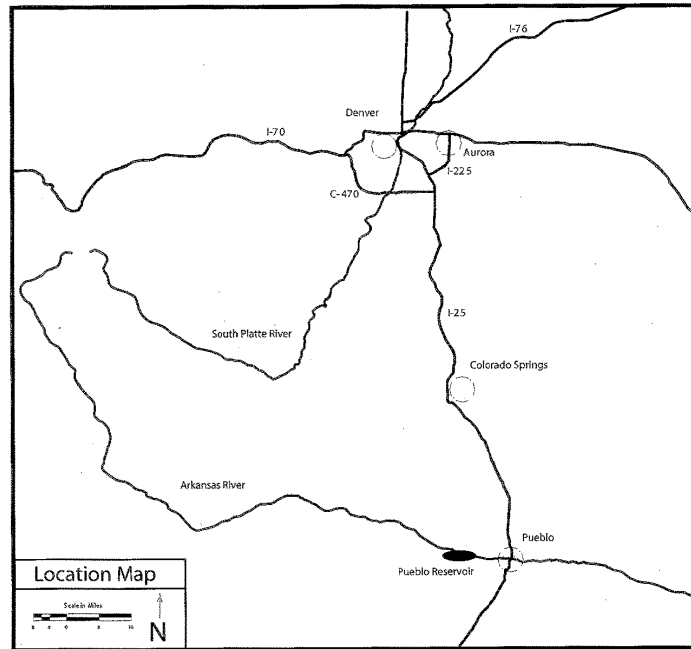 I-76
Denver
I-70
Aurora
I-225
C-470
I-25
South Platte River
Colorado Springs
Arkansas River
Pueblo
Pueblo Reservoir
Location Map
Scale in Miles
N